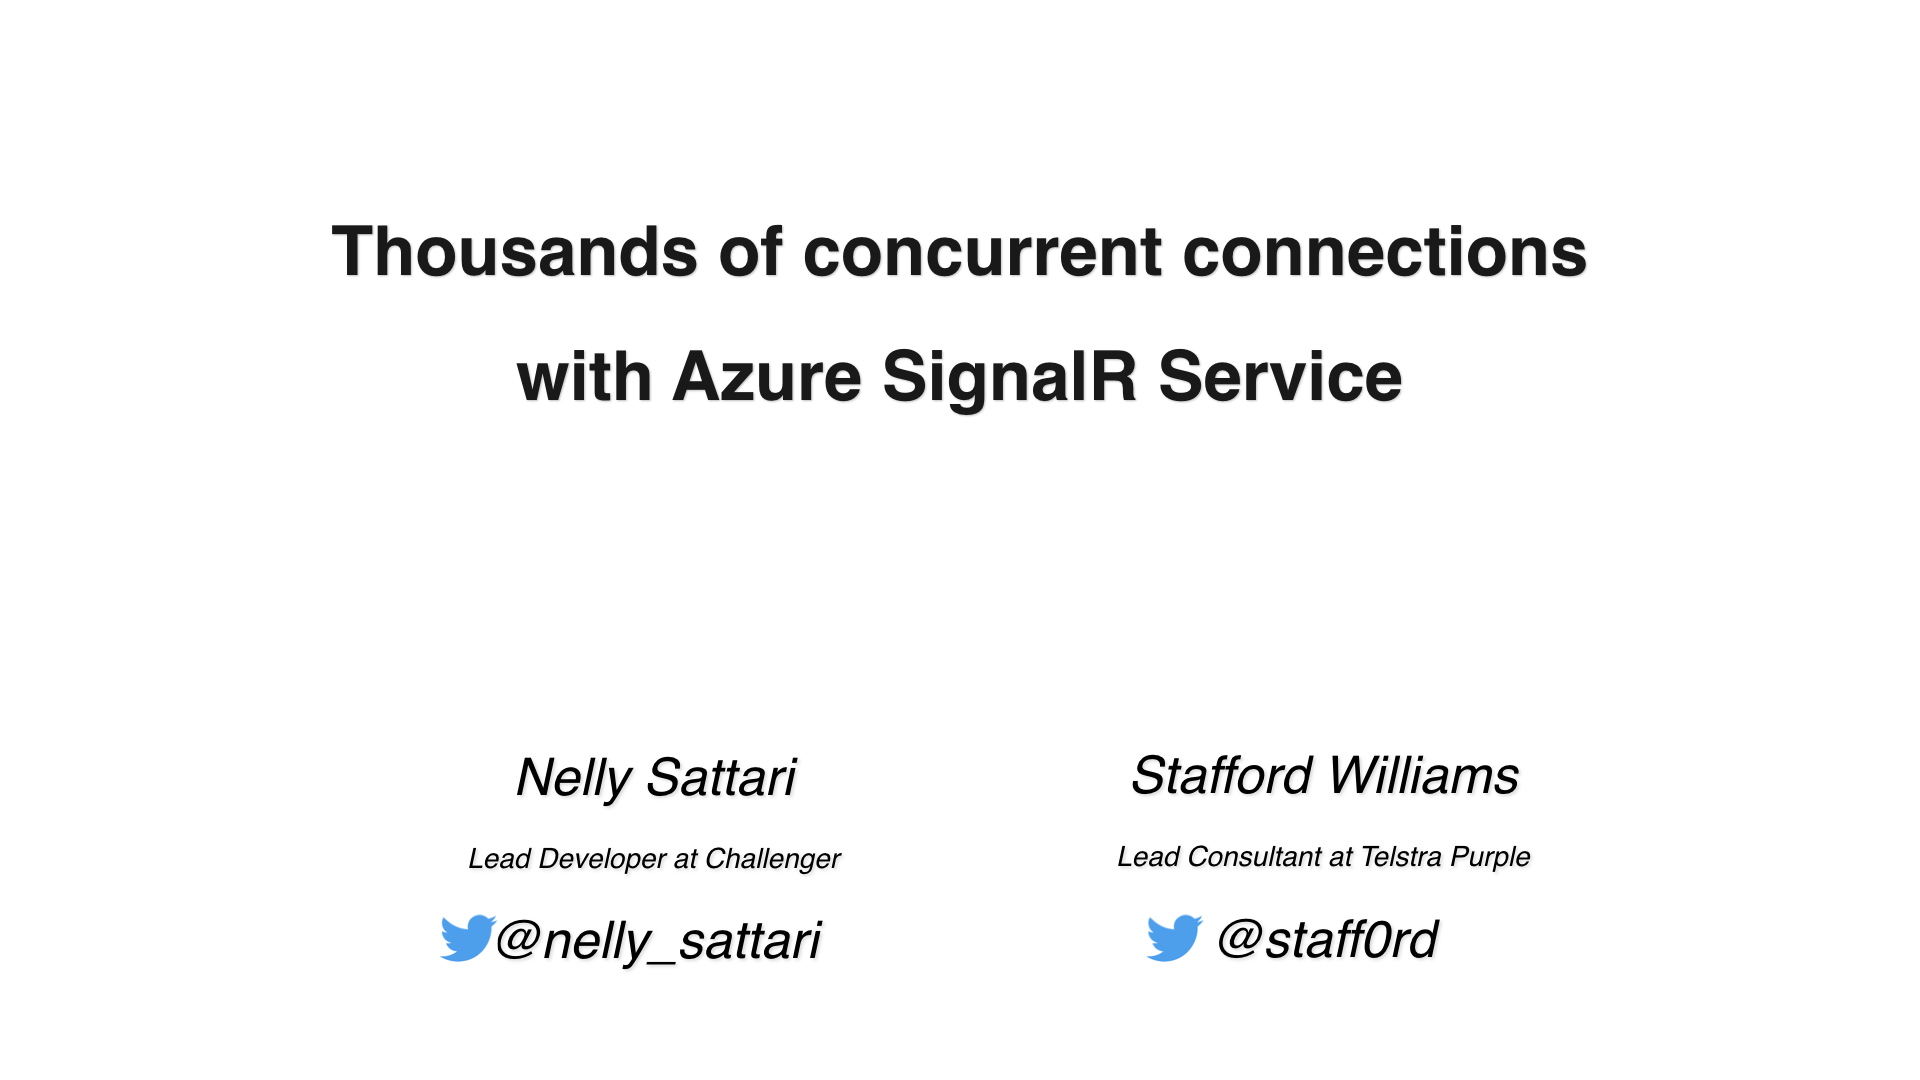 Thousands of concurrent connections
with Azure SignalR Service
Nelly Sattari
Lead Developer at Challenger
@nelly_sattari
Stafford Williams
Lead Consultant at Telstra Purple
@staff0rd